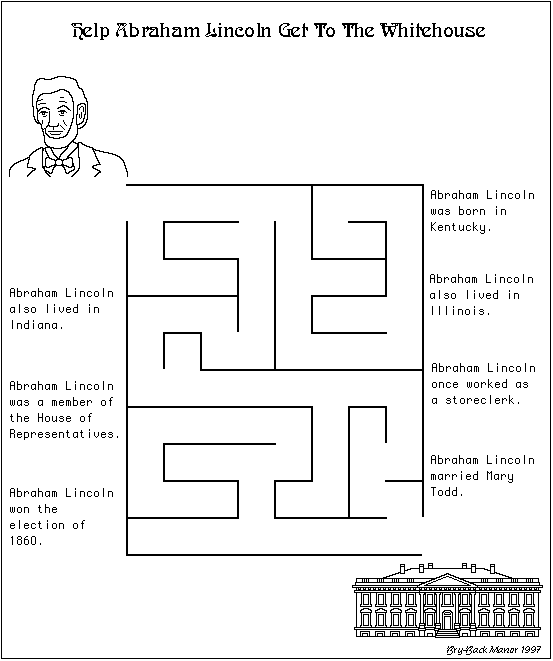 Help Abraham Lincoln Get To The Whitehouse
Abraham Lincoln
was born in
Kentucky.
Abraham Lincoln
also lived in
Indiana.
Abraham Lincoln
also lived in
Illinois.
Abraham Lincoln
once worked as
a storeclerk.
Abraham Lincoln
was a member of
the House of
Representatives.
Abraham Lincoln
married Mary
Todd.
Abraham Lincoln
won the
election of
1860.
Bry-Back Manor 1997